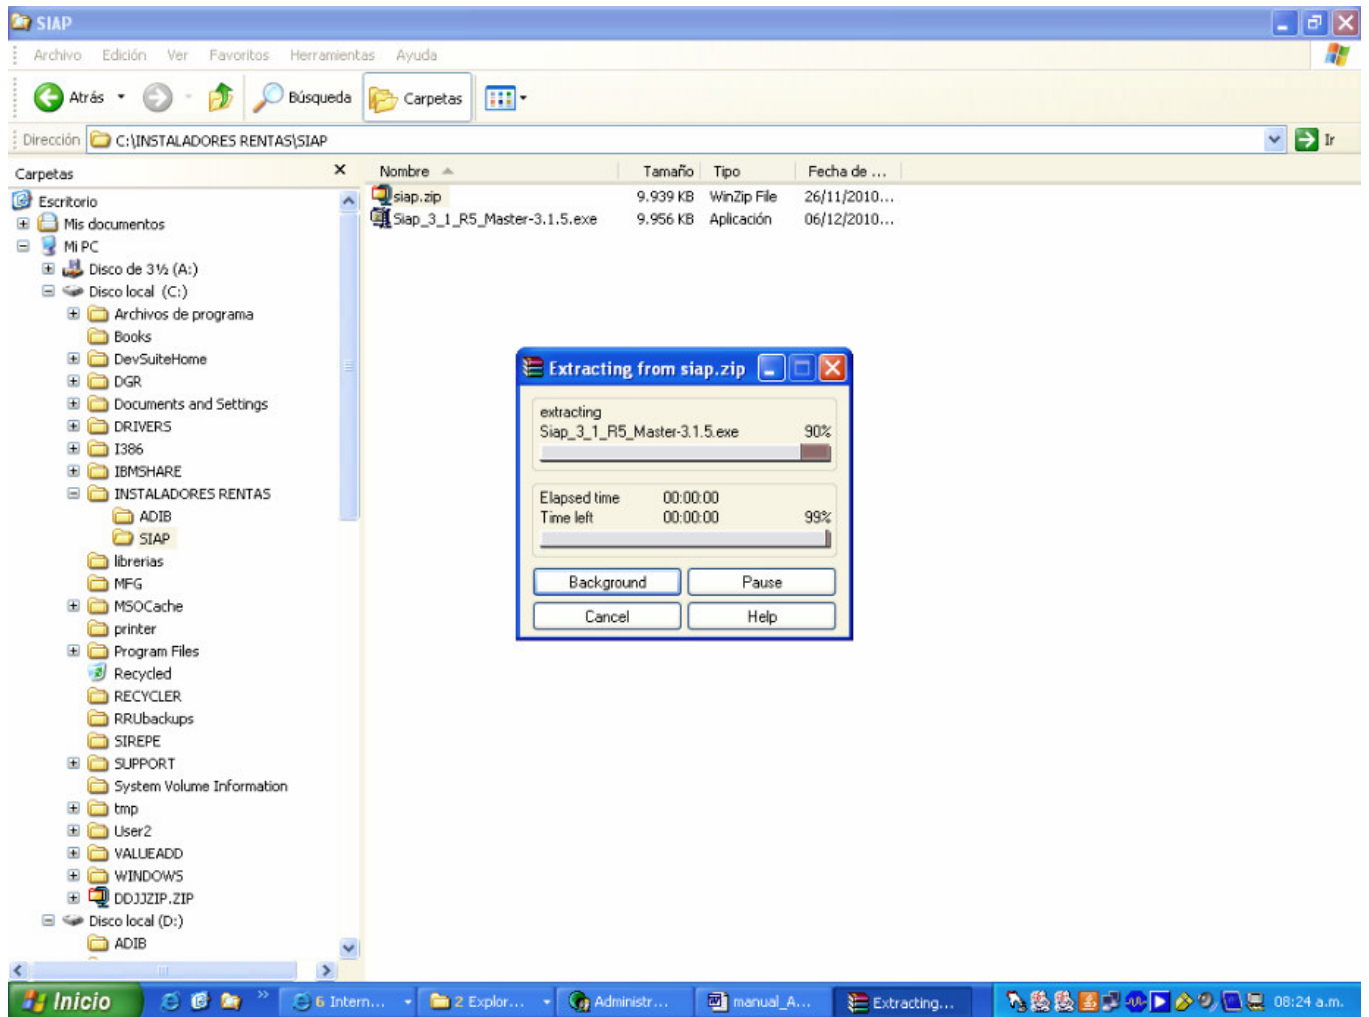 SIAP
Archivo Edición Ver Favoritos Herramientas Ayuda
Atrás Búsqueda Carpetas
Dirección C:\INSTALADORES RENTAS\SIAP Ir
Carpetas
Escritorio
Mis documentos
Mi PC
Disco de 3½ (A:)
Disco local (C:)
Archivos de programa
Books
DevSuiteHome
DGR
Documents and Settings
DRIVERS
I386
IBMSHARE
INSTALADORES RENTAS
ADIB
SIAP
librerias
MFG
MSOCache
printer
Program Files
Recycled
RECYCLER
RRUbackups
SIREPE
SUPPORT
System Volume Information
tmp
User2
VALUEADD
WINDOWS
DDJJZIP.ZIP
Disco local (D:)
ADIB
Nombre Tamaño Tipo Fecha de ...
siap.zip 9.939 KB WinZip File 26/11/2010...
Siap_3_1_R5_Master-3.1.5.exe 9.956 KB Aplicación 06/12/2010...
Extracting from siap.zip
extracting
Siap_3_1_R5_Master-3.1.5.exe 90%
Elapsed time 00:00:00
Time left 00:00:00 99%
Background Pause
Cancel Help
Inicio 6 Intern... 2 Explor... Administr... manual_A... Extracting... 08:24 a.m.